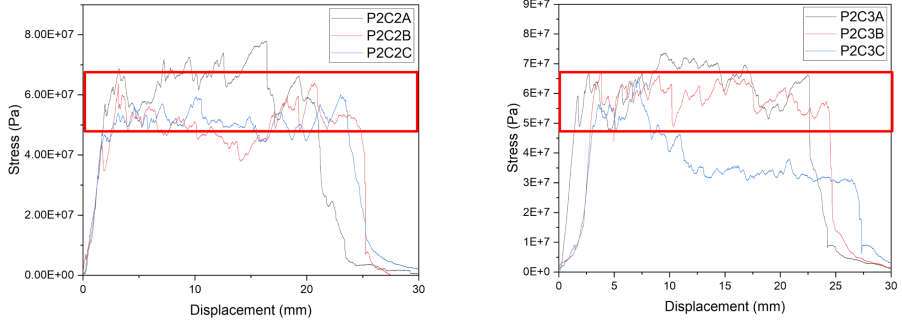 P2C2A
P2C2B
P2C2C
8.00E+07
6.00E+07
4.00E+07
2.00E+07
0.00E+00
Stress (Pa)
0 10 20 30
Displacement (mm)
P2C3A
P2C3B
P2C3C
9E+7
8E+7
7E+7
6E+7
5E+7
4E+7
3E+7
2E+7
1E+7
0E+0
Stress (Pa)
0 5 10 15 20 25 30
Displacement (mm)